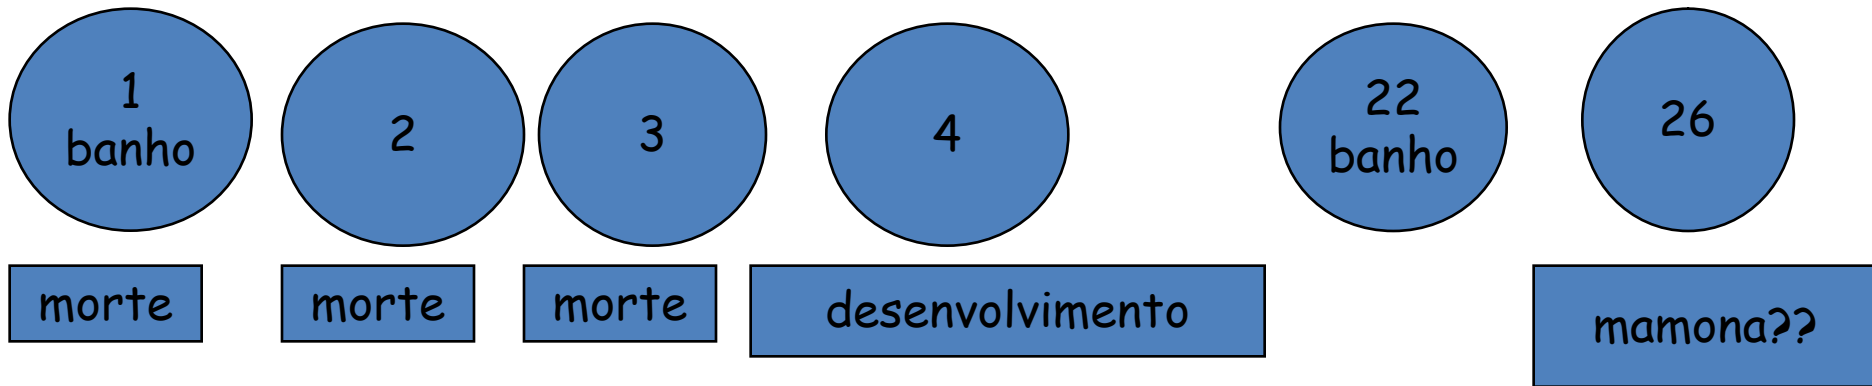 1
banho
2
3
4
22
banho
26
morte
morte
morte
desenvolvimento
mamona??